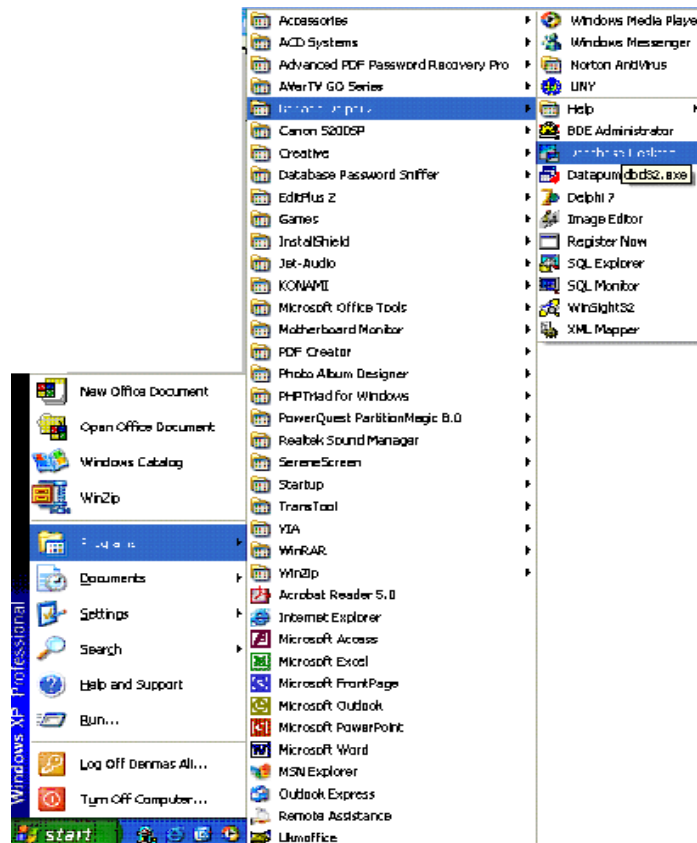 Accessories
ACD Systems
Advanced PDF Password Recovery Pro
AVerTV GO Series
Canon S200SP
Creative
Database Password Sniffer
EditPlus 2
Games
InstallShield
Jet-Audio
KONAMI
Microsoft Office Tools
Motherboard Monitor
PDF Creator
Photo Album Designer
PHPTriad for Windows
PowerQuest PartitionMagic 8.0
Realtek Sound Manager
SereneScreen
Startup
TransTool
VIA
WinRAR
WinZip
Acrobat Reader 5.0
Internet Explorer
Microsoft Access
Microsoft Excel
Microsoft FrontPage
Microsoft Outlook
Microsoft PowerPoint
Microsoft Word
MSN Explorer
Outlook Express
Remote Assistance
Windows Media Playe
Windows Messenger
Norton AntiVirus
Help
BDE Administrator
Database Desktop
Datapum
dbd32.exe
Delphi 7
Image Editor
Register Now
SQL Explorer
SQL Monitor
WinSight32
XML Mapper
New Office Document
Open Office Document
Windows Catalog
WinZip
Programs
Documents
Settings
Search
Help and Support
Run...
Log Off Denmas All...
Turn Off Computer...
Windows XP Professional
start